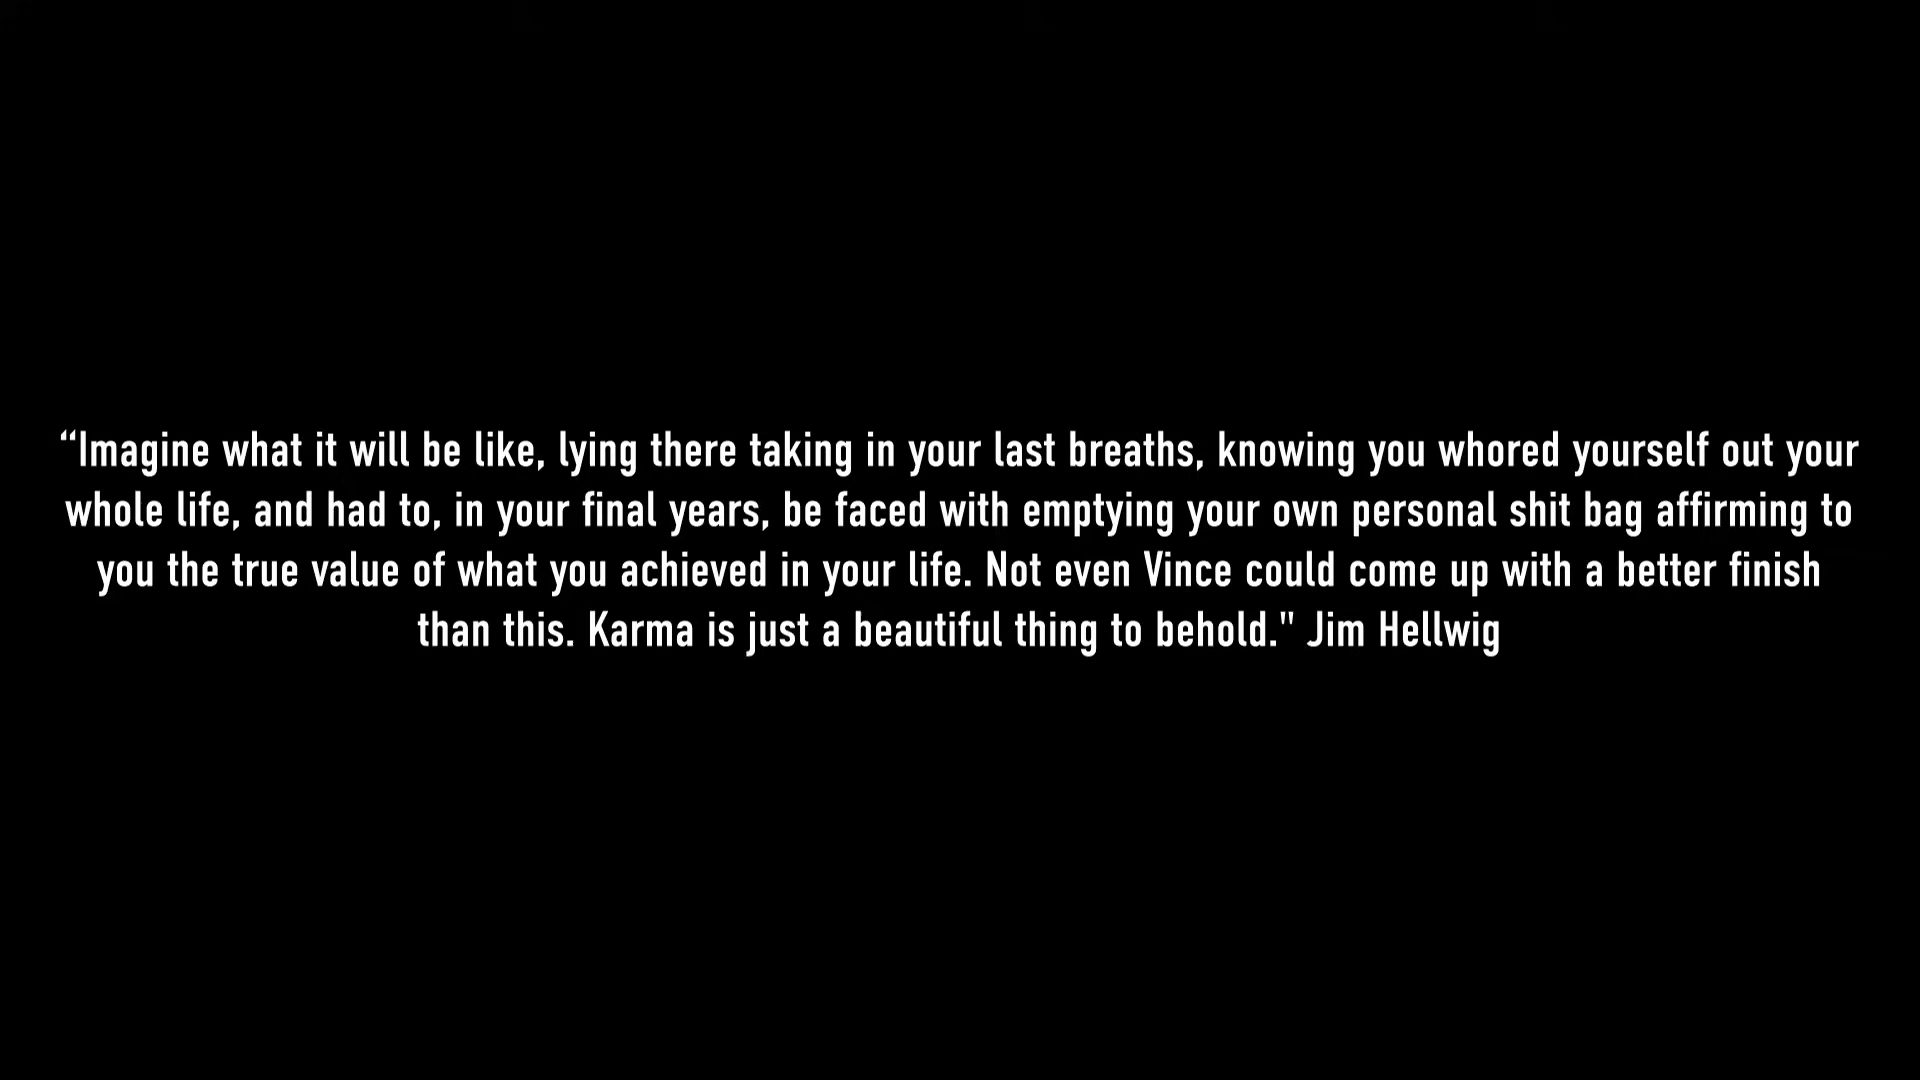 “Imagine what it will be like, lying there taking in your last breaths, knowing you whored yourself out your
whole life, and had to, in your final years, be faced with emptying your own personal shit bag affirming to
you the true value of what you achieved in your life. Not even Vince could come up with a better finish
than this. Karma is just a beautiful thing to behold." Jim Hellwig